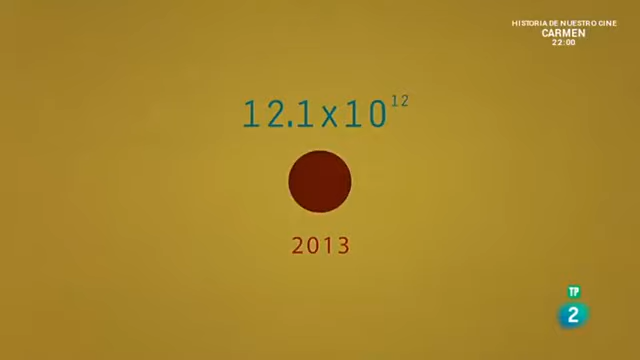 HISTORIA DE NUESTRO CINE
CARMEN
22:00
12.1x10¹²
2013
TP
2